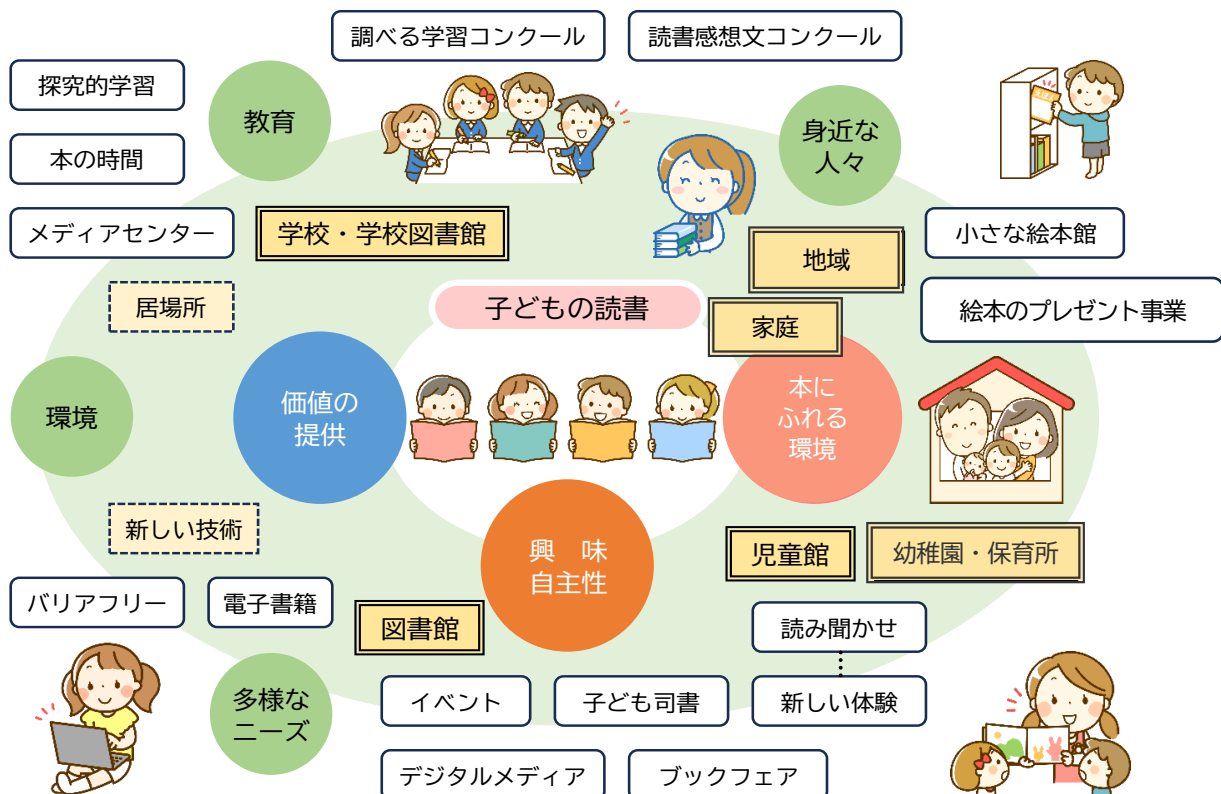 調べる学習コンクール
読書感想文コンクール
探究的学習
教育
身近な
人々
えほん
本の時間
メディアセンター
学校・学校図書館
地域
小さな絵本館
居場所
子どもの読書
家庭
絵本のプレゼント事業
環境
価値の
提供
本に
ふれる
環境
新しい技術
興　味
自主性
児童館
幼稚園・保育所
バリアフリー
電子書籍
図書館
読み聞かせ
多様な
ニーズ
イベント
子ども司書
新しい体験
デジタルメディア
ブックフェア